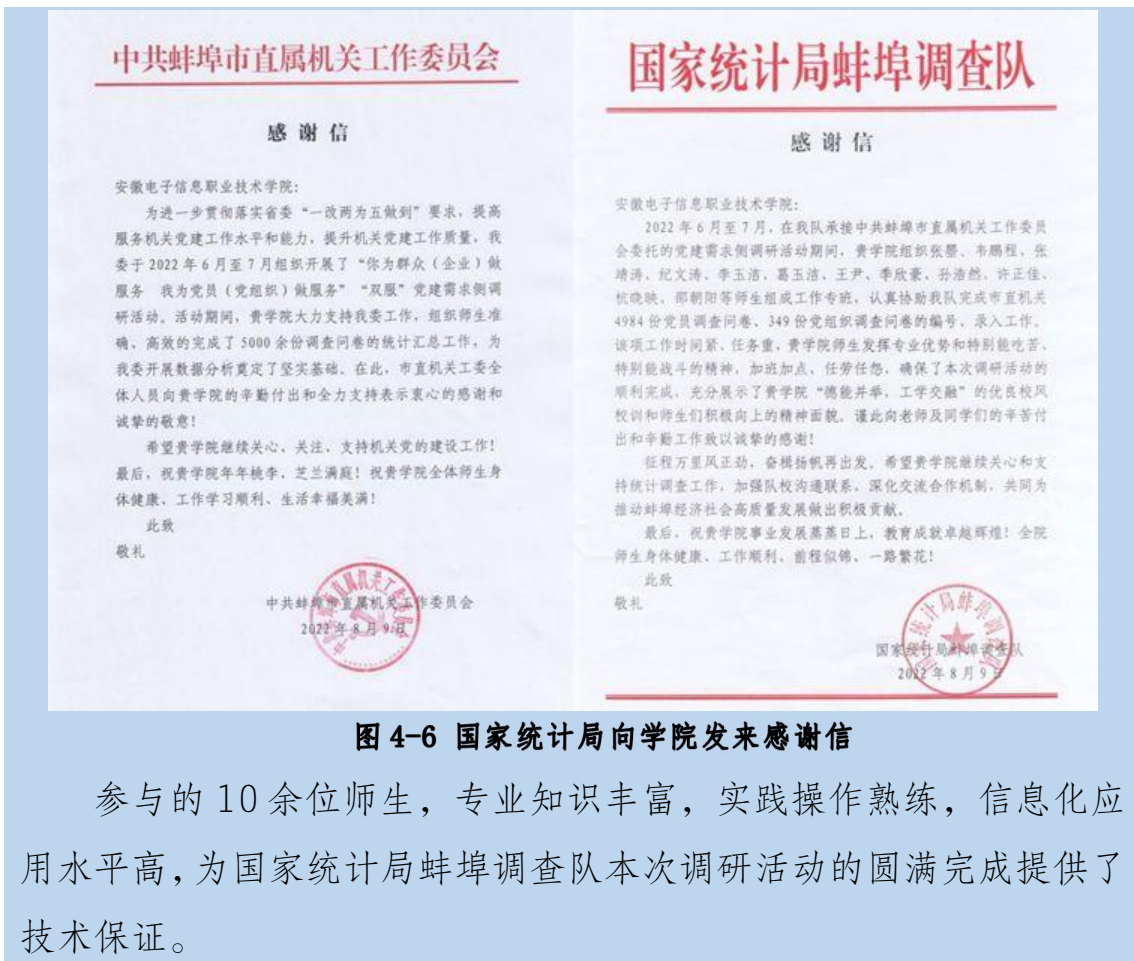 中共蚌埠市直属机关工作委员会
感谢信
安徽电子信息职业技术学院:
为进一步贯彻落实省委“一改两为五做到”要求,提高
服务机关党建工作水平和能力,提升机关党建工作质量,我
委于2022年6月至7月组织开展了“你为群众(企业)做
服务 我为党员(党组织)做服务”“双服”党建需求侧调
研活动。活动期间,贵学院大力支持我委工作,组织师生准
确、高效的完成了5000余份调查问卷的统计汇总工作,为
我委开展数据分析奠定了坚实基础。在此,市直机关工委全
体人员向贵学院的辛勤付出和全力支持表示衷心的感谢和
诚挚的敬意!
希望贵学院继续关心、关注、支持机关党的建设工作!
最后,祝贵学院年年桃李、芝兰满庭!祝贵学院全体师生身
体健康、工作学习顺利、生活幸福美满!
此致
敬礼
中共蚌埠市直属机关工作委员会
2022年8月9日
国家统计局蚌埠调查队
感谢信
安徽电子信息职业技术学院:
2022年6月至7月,在我队承接中共蚌埠市直属机关工作委员
会委托的党建需求侧调研活动期间,贵学院组织张婴、韦鹏程、张
靖涛、纪文涛、李玉洁、葛玉洁、王尹、季欣豪、孙浩然、许正佳、
杭晓映、邵朝阳等师生组成工作专班,认真协助我队完成市直机关
4984份党员调查问卷、349份党组织调查问卷的编号、录入工作。
该项工作时间紧、任务重,贵学院师生发挥专业优势和特别能吃苦、
特别能战斗的精神,加班加点,任劳任怨,确保了本次调研活动的
顺利完成,充分展示了贵学院“德能并举,工学交融”的优良校风
校训和师生们积极向上的精神面貌。谨此向老师及同学们的辛苦付
出和辛勤工作致以诚挚的感谢!
征程万里风正劲,奋楫扬帆再出发。希望贵学院继续关心和支
持统计调查工作,加强队校沟通联系,深化交流合作机制,共同为
推动蚌埠经济社会高质量发展做出积极贡献。
最后,祝贵学院事业发展蒸蒸日上,教育成就卓越辉煌!全院
师生身体健康、工作顺利、前程似锦、一路繁花!
此致
敬礼
国家统计局蚌埠调查队
2022年8月9日
图4-6 国家统计局向学院发来感谢信
参与的10余位师生,专业知识丰富,实践操作熟练,信息化应
用水平高,为国家统计局蚌埠调查队本次调研活动的圆满完成提供了
技术保证。